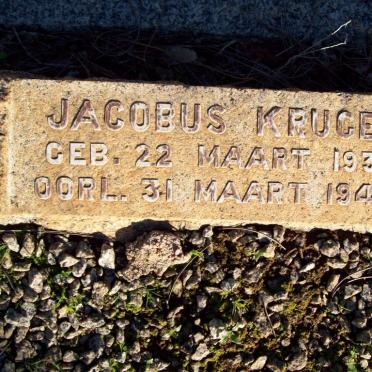 JACOBUS KRUGE
GEB. 22 MAART 193
OORL. 31 MAART 194